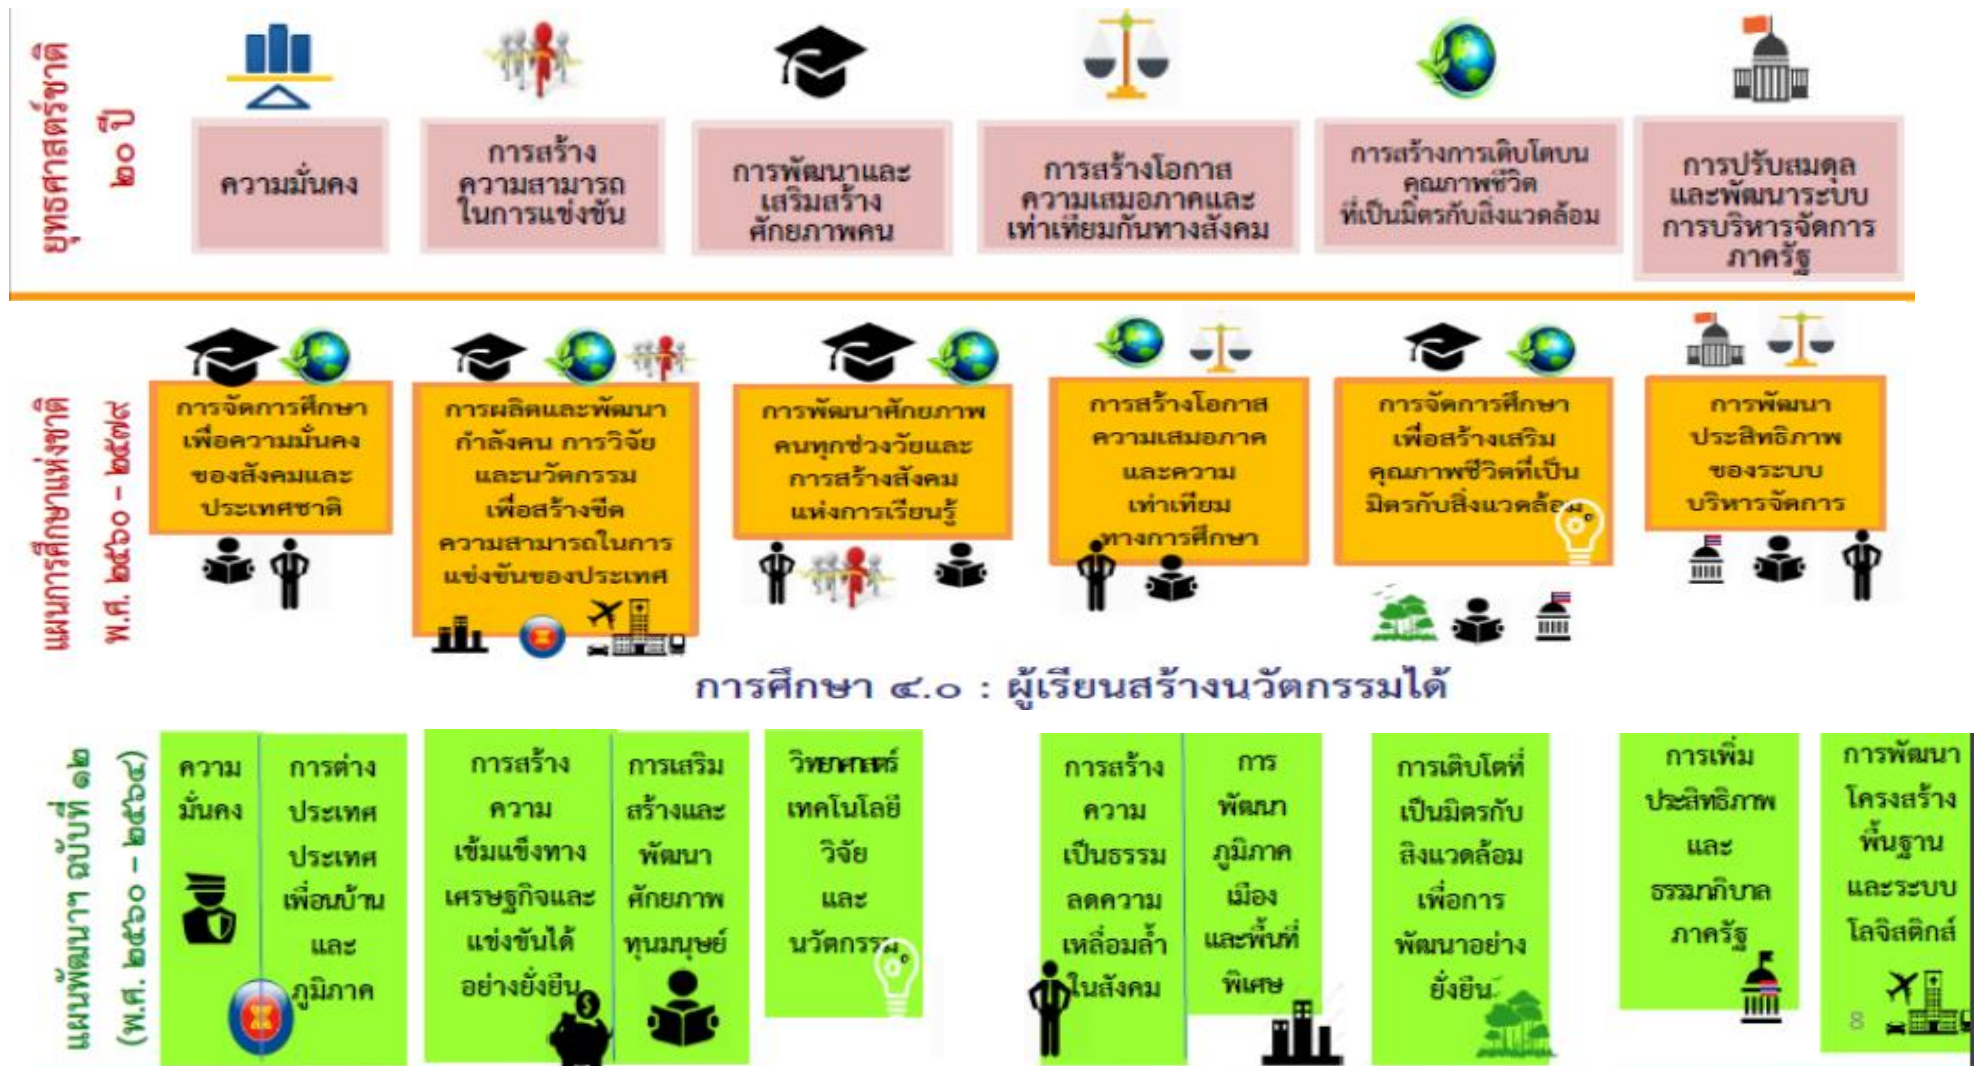 ยุทธศาสตร์ชาติ
๒๐ ปี
ความมั่นคง
การสร้าง
ความสามารถ
ในการแข่งขัน
การพัฒนาและ
เสริมสร้าง
ศักยภาพคน
การสร้างโอกาส
ความเสมอภาคและ
เท่าเทียมกันทางสังคม
การสร้างการเติบโตบน
คุณภาพชีวิต
ที่เป็นมิตรกับสิ่งแวดล้อม
การปรับสมดุล
และพัฒนาระบบ
การบริหารจัดการ
ภาครัฐ
แผนการศึกษาแห่งชาติ
พ.ศ. ๒๕๖๐ – ๒๕๗๙
การจัดการศึกษา
เพื่อความมั่นคง
ของสังคมและ
ประเทศชาติ
การผลิตและพัฒนา
กำลังคน การวิจัย
และนวัตกรรม
เพื่อสร้างขีด
ความสามารถในการ
แข่งขันของประเทศ
การพัฒนาศักยภาพ
คนทุกช่วงวัยและ
การสร้างสังคม
แห่งการเรียนรู้
การสร้างโอกาส
ความเสมอภาค
และความ
เท่าเทียม
ทางการศึกษา
การจัดการศึกษา
เพื่อสร้างเสริม
คุณภาพชีวิตที่เป็น
มิตรกับสิ่งแวดล้อม
การพัฒนา
ประสิทธิภาพ
ของระบบ
บริหารจัดการ
การศึกษา ๔.๐ : ผู้เรียนสร้างนวัตกรรมได้
แผนพัฒนาฯ ฉบับที่ ๑๒
(พ.ศ. ๒๕๖๐ – ๒๕๖๔)
ความ
มั่นคง
การต่าง
ประเทศ
ประเทศ
เพื่อนบ้าน
และ
ภูมิภาค
การสร้าง
ความ
เข้มแข็งทาง
เศรษฐกิจและ
แข่งขันได้
อย่างยั่งยืน
การเสริม
สร้างและ
พัฒนา
ศักยภาพ
ทุนมนุษย์
วิทยาศาสตร์
เทคโนโลยี
วิจัย
และ
นวัตกรรม
การสร้าง
ความ
เป็นธรรม
ลดความ
เหลื่อมล้ำ
ในสังคม
การ
พัฒนา
ภูมิภาค
เมือง
และพื้นที่
พิเศษ
การเติบโตที่
เป็นมิตรกับ
สิ่งแวดล้อม
เพื่อการ
พัฒนาอย่าง
ยั่งยืน
การเพิ่ม
ประสิทธิภาพ
และ
ธรรมาภิบาล
ภาครัฐ
การพัฒนา
โครงสร้าง
พื้นฐาน
และระบบ
โลจิสติกส์
8